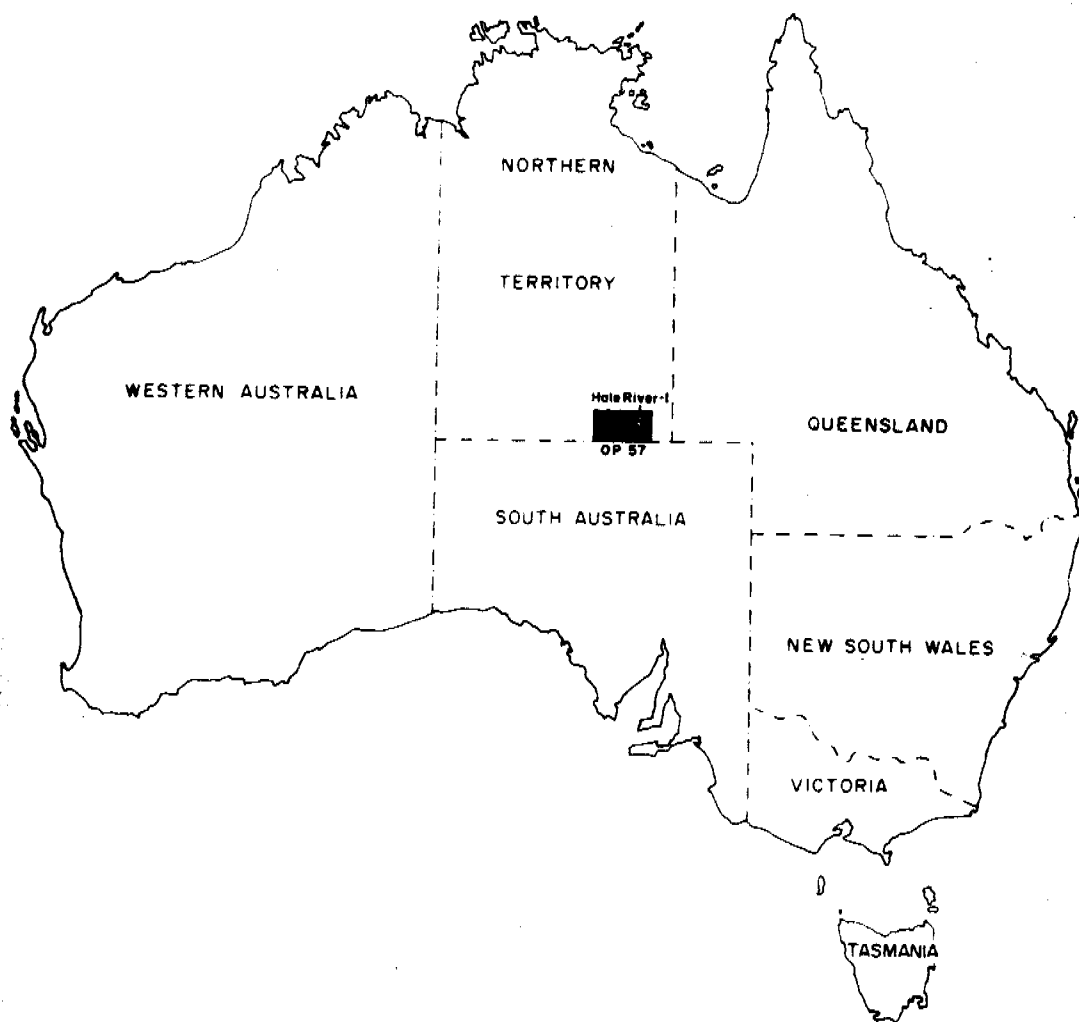 NORTHERN
TERRITORY
WESTERN AUSTRALIA
Hale River-1
QUEENSLAND
OP 57
SOUTH AUSTRALIA
NEW SOUTH WALES
VICTORIA
TASMANIA